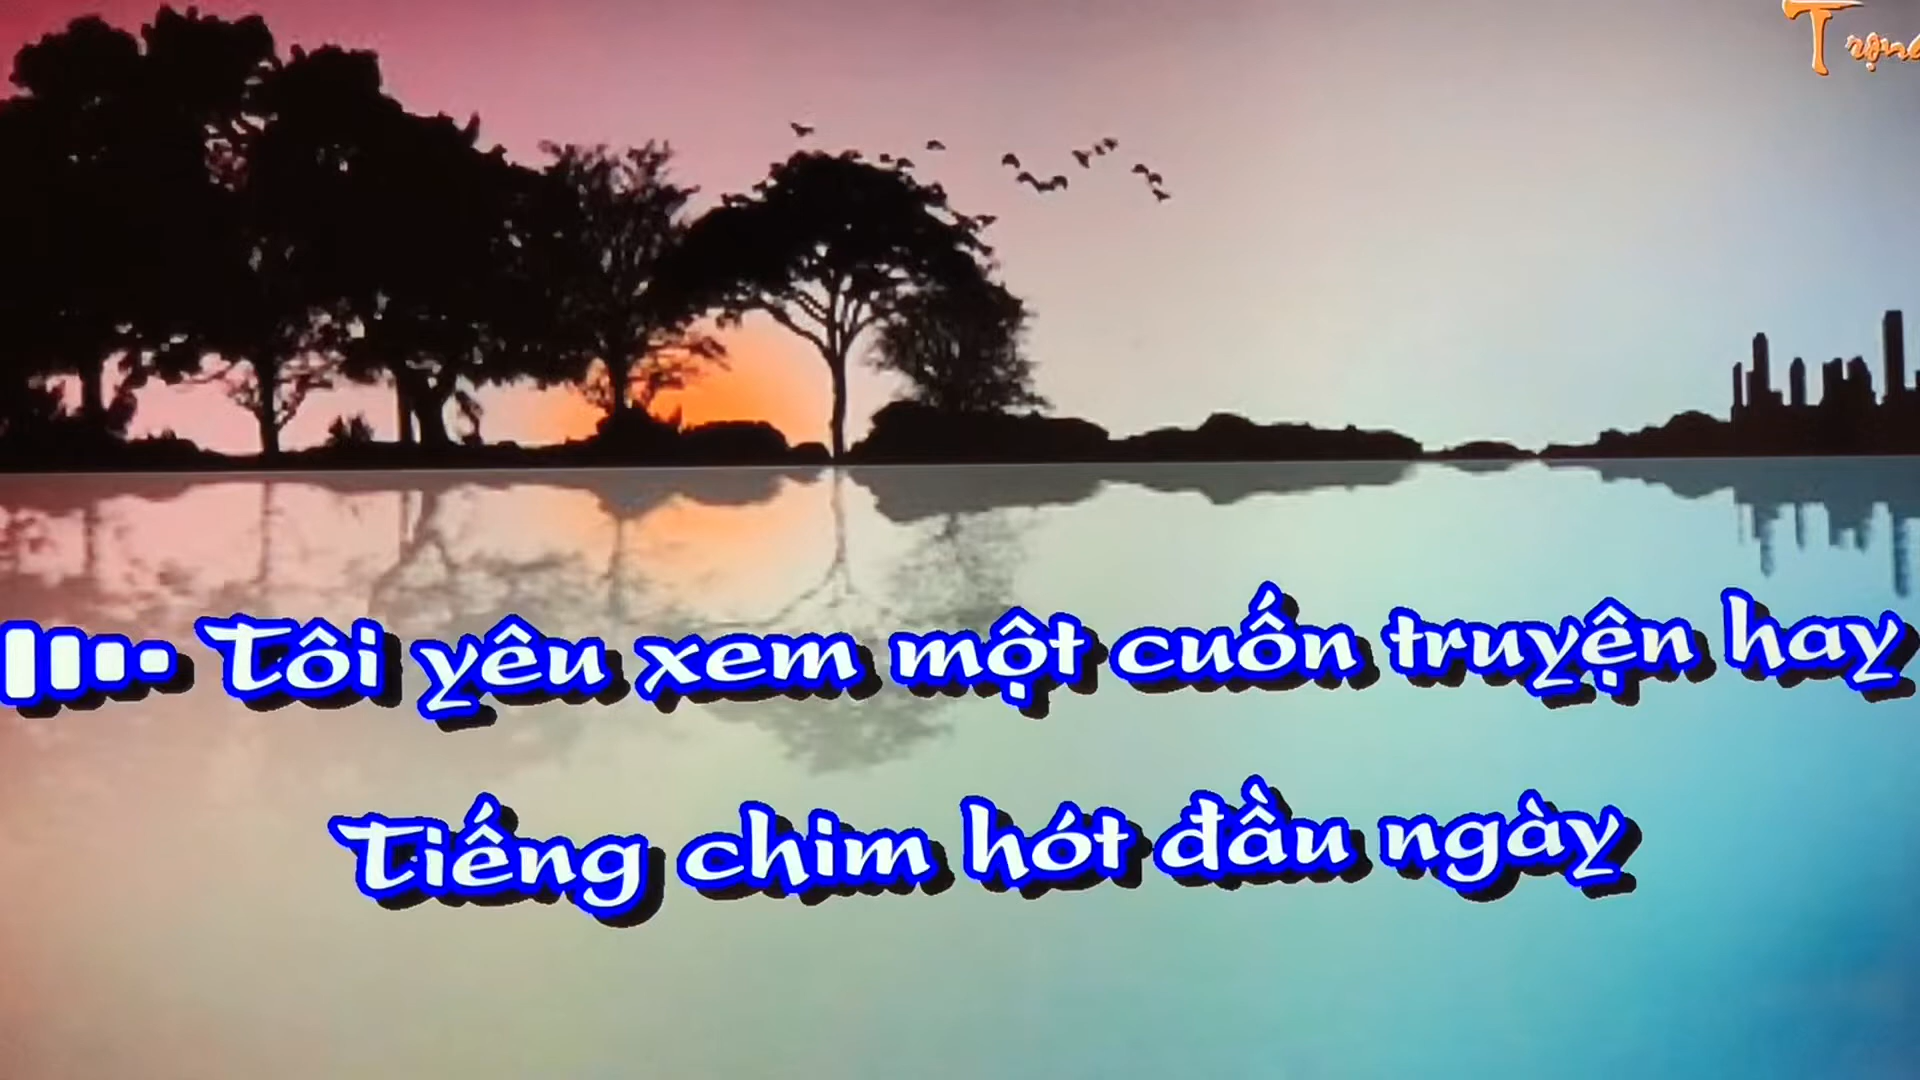 Tôi yêu xem một cuốn truyện hay
Tiếng chim hót đầu ngày